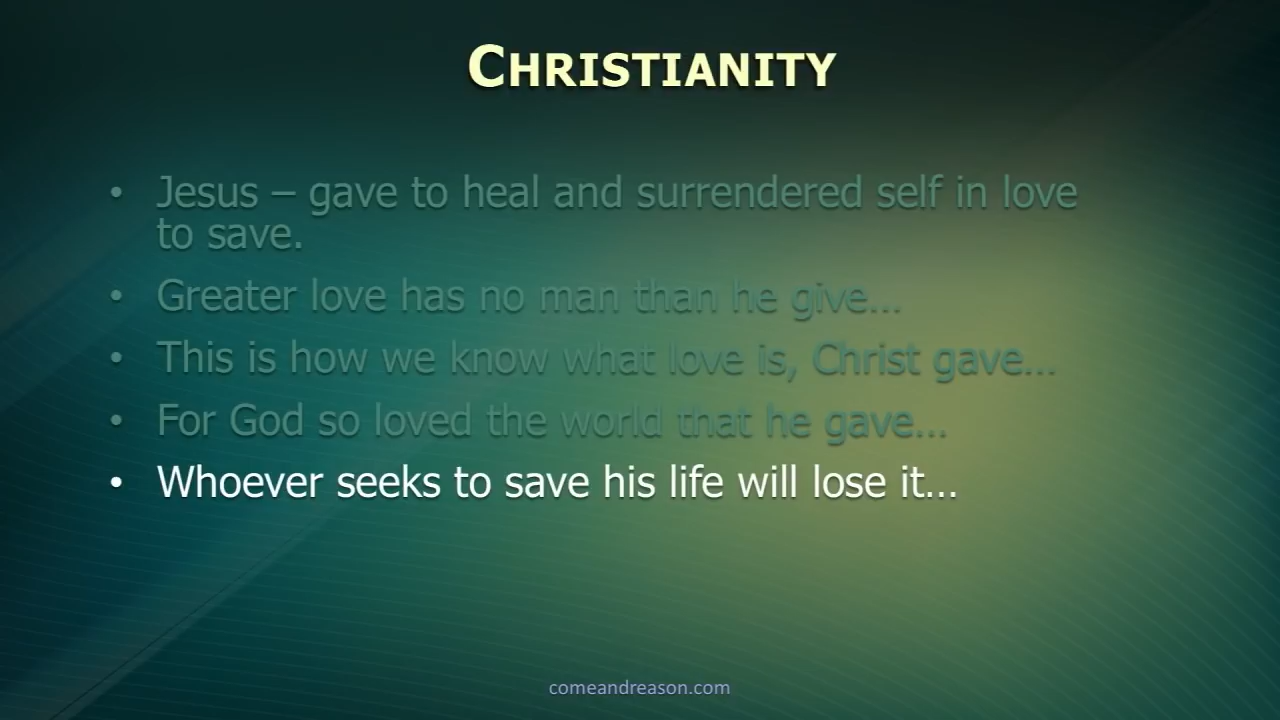 CHRISTIANITY
• Jesus – gave to heal and surrendered self in love
to save.
• Greater love has no man than he give...
• This is how we know what love is, Christ gave...
• For God so loved the world that he gave...
• Whoever seeks to save his life will lose it...
comeandreason.com